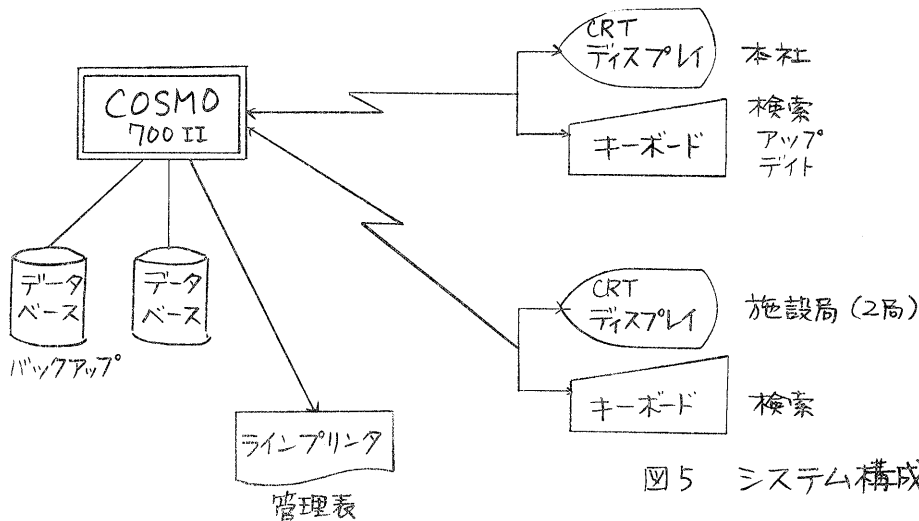 COSMO
700 II
データ
ベース
バックアップ
データ
ベース
ラインプリンタ
管理表
CRT
ディスプレイ
本社
キーボード
検索
アップ
デイト
CRT
ディスプレイ
施設局(2局)
キーボード
検索
図5 システム構成